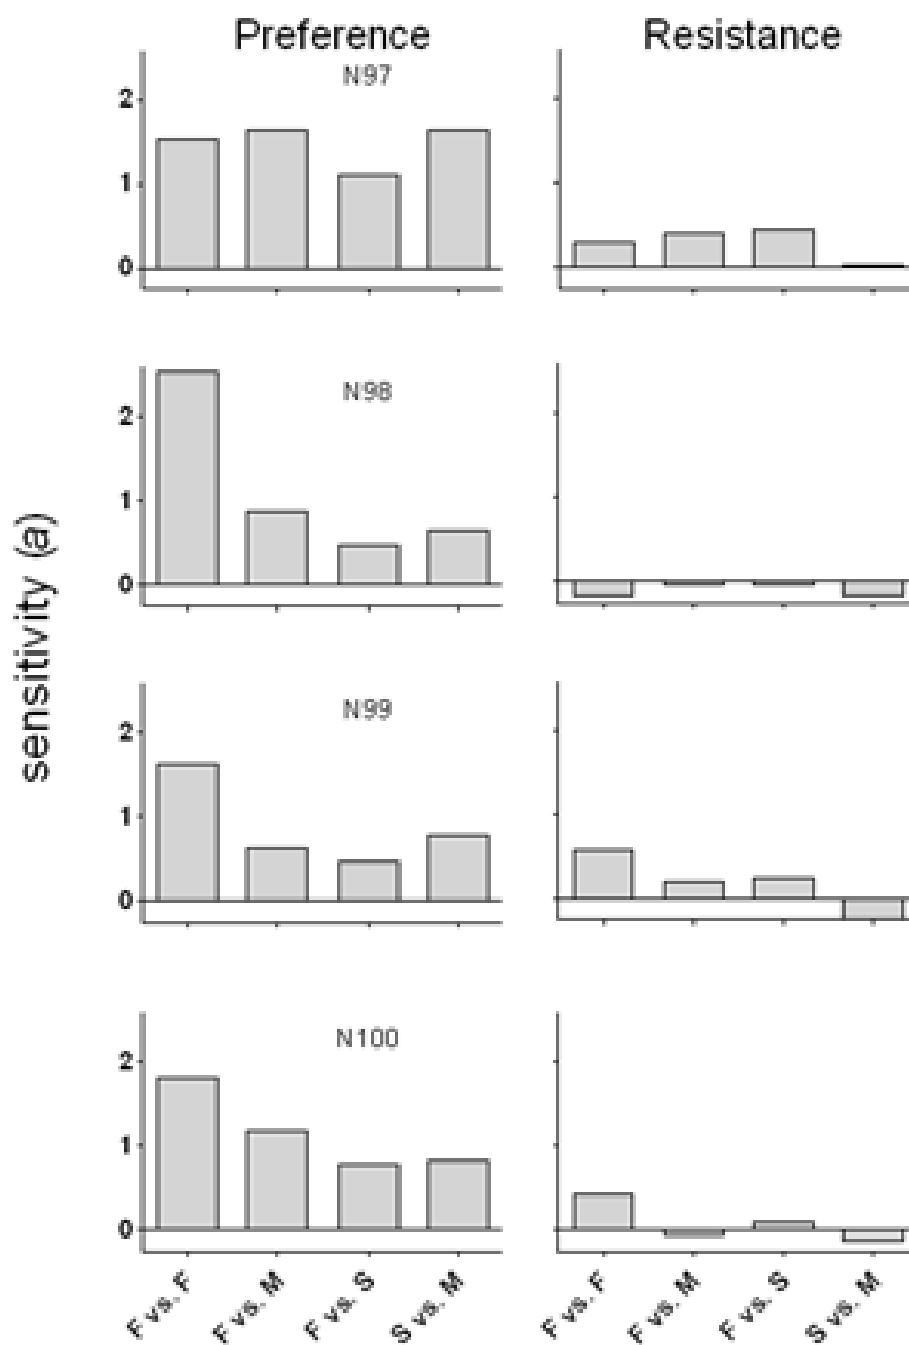 Preference Resistance
N97
2
1
0
N98
2
1
0
sensitivity (a)
N99
2
1
0
N100
2
1
0
F vs. F F vs. M F vs. S S vs. M F vs. F F vs. M F vs. S S vs. M